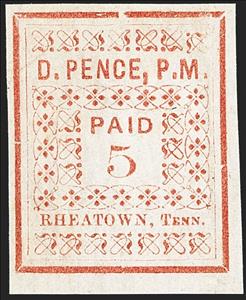 D. PENCE, P.M.
PAID
5
RHEATOWN, TENN.